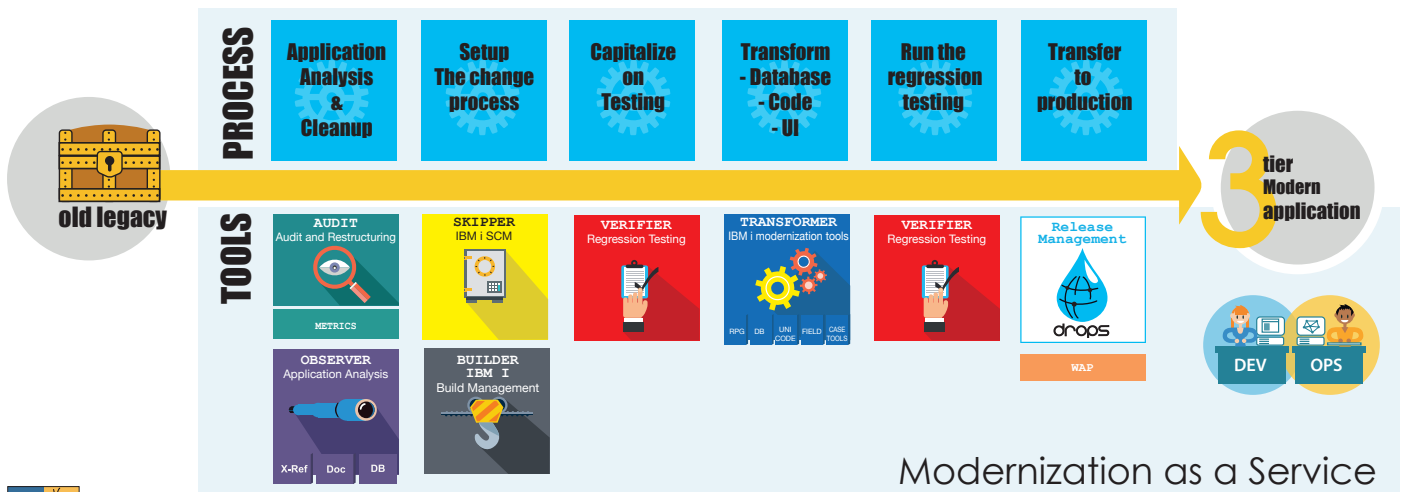 PROCESS
Application
Analysis
&
Cleanup
Setup
The change
process
Capitalize
on
Testing
Transform
- Database
- Code
- UI
Run the
regression
testing
Transfer
to
production
old legacy
3
tier
Modern
application
TOOLS
AUDIT
Audit and Restructuring
METRICS
OBSERVER
Application Analysis
X-Ref
Doc
DB
SKIPPER
IBM i SCM
BUILDER
IBM I
Build Management
VERIFIER
Regression Testing
TRANSFORMER
IBM i modernization tools
RPG
DB
UNI
CODE
FIELD
CASE
TOOLS
VERIFIER
Regression Testing
Release
Management
drops
WAP
DEV
OPS
Modernization as a Service